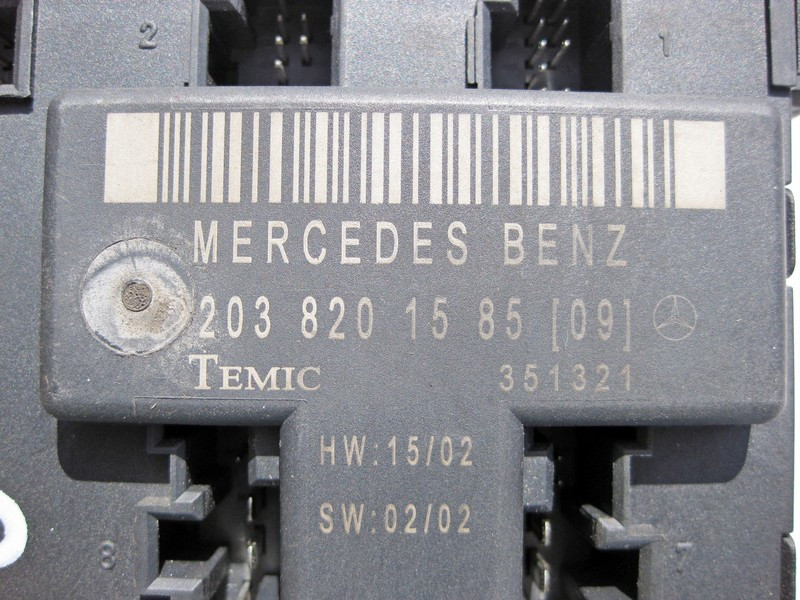 2 1
MERCEDES BENZ
203 820 15 85 [09]
TEMIC 351321
HW:15/02
SW:02/02
8 7